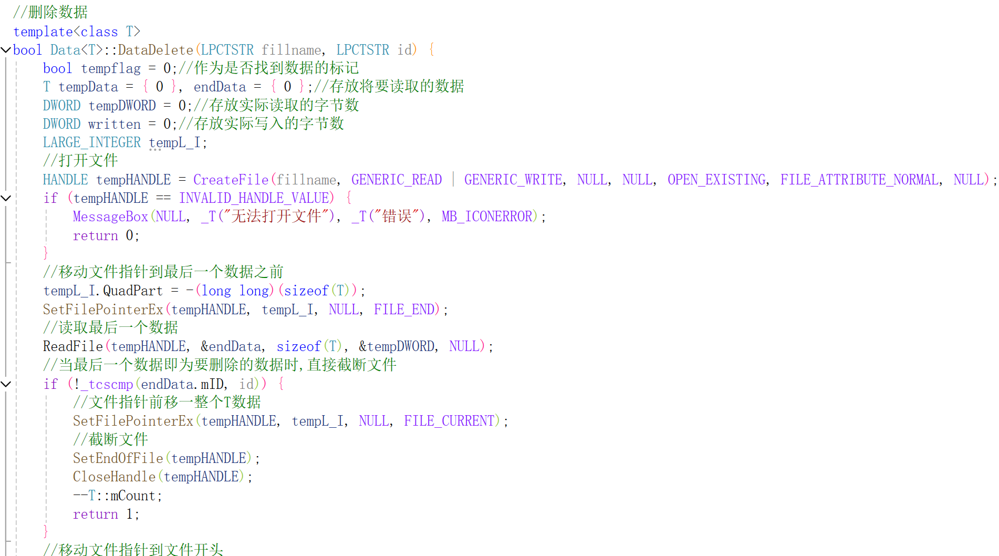 //删除数据
template<class T>
bool Data<T>::DataDelete(LPCTSTR fillname, LPCTSTR id) {
    bool tempflag = 0;//作为是否找到数据的标记
    T tempData = { 0 }, endData = { 0 };//存放将要读取的数据
    DWORD tempDWORD = 0;//存放实际读取的字节数
    DWORD written = 0;//存放实际写入的字节数
    LARGE_INTEGER tempL_I;
    //打开文件
    HANDLE tempHANDLE = CreateFile(fillname, GENERIC_READ | GENERIC_WRITE, NULL, NULL, OPEN_EXISTING, FILE_ATTRIBUTE_NORMAL, NULL);
    if (tempHANDLE == INVALID_HANDLE_VALUE) {
        MessageBox(NULL, _T("无法打开文件"), _T("错误"), MB_ICONERROR);
        return 0;
    }
    //移动文件指针到最后一个数据之前
    tempL_I.QuadPart = -(long long)(sizeof(T));
    SetFilePointerEx(tempHANDLE, tempL_I, NULL, FILE_END);
    //读取最后一个数据
    ReadFile(tempHANDLE, &endData, sizeof(T), &tempDWORD, NULL);
    //当最后一个数据即为要删除的数据时,直接截断文件
    if (!_tcscmp(endData.mID, id)) {
        //文件指针前移一整个T数据
        SetFilePointerEx(tempHANDLE, tempL_I, NULL, FILE_CURRENT);
        //截断文件
        SetEndOfFile(tempHANDLE);
        CloseHandle(tempHANDLE);
        --T::mCount;
        return 1;
    }
    //移动文件指针到文件开头